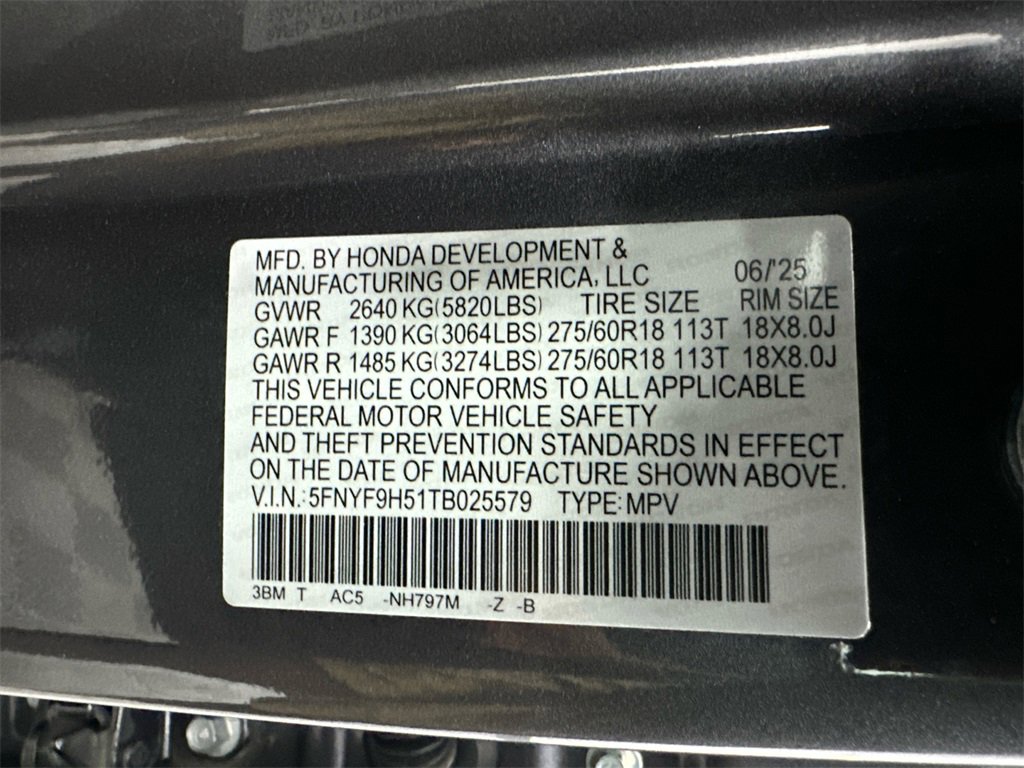 MFD. BY HONDA DEVELOPMENT &
MANUFACTURING OF AMERICA, LLC 06/'25
GVWR 2640 KG(5820LBS) TIRE SIZE RIM SIZE
GAWR F 1390 KG(3064LBS) 275/60R18 113T 18X8.0J
GAWR R 1485 KG(3274LBS) 275/60R18 113T 18X8.0J
THIS VEHICLE CONFORMS TO ALL APPLICABLE
FEDERAL MOTOR VEHICLE SAFETY
AND THEFT PREVENTION STANDARDS IN EFFECT
ON THE DATE OF MANUFACTURE SHOWN ABOVE.
V.I.N.:5FNYF9H51TB025579 TYPE:MPV
3BM T AC5 -NH797M -Z -B